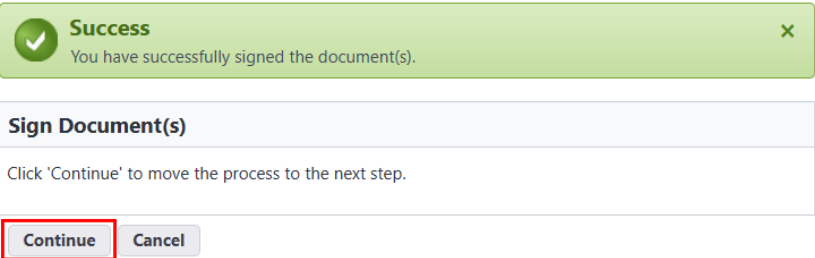 Success
You have successfully signed the document(s).
Sign Document(s)
Click 'Continue' to move the process to the next step.
Continue Cancel